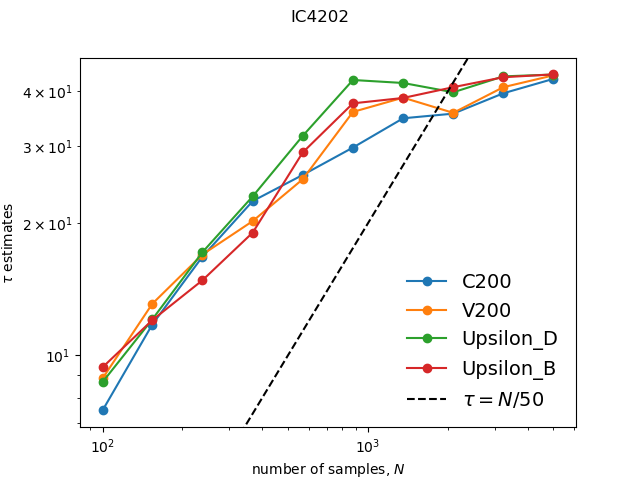 IC4202
τ estimates
4 × 10¹
3 × 10¹
2 × 10¹
10¹
C200
V200
Upsilon_D
Upsilon_B
τ = N/50
10² 10³
number of samples, N